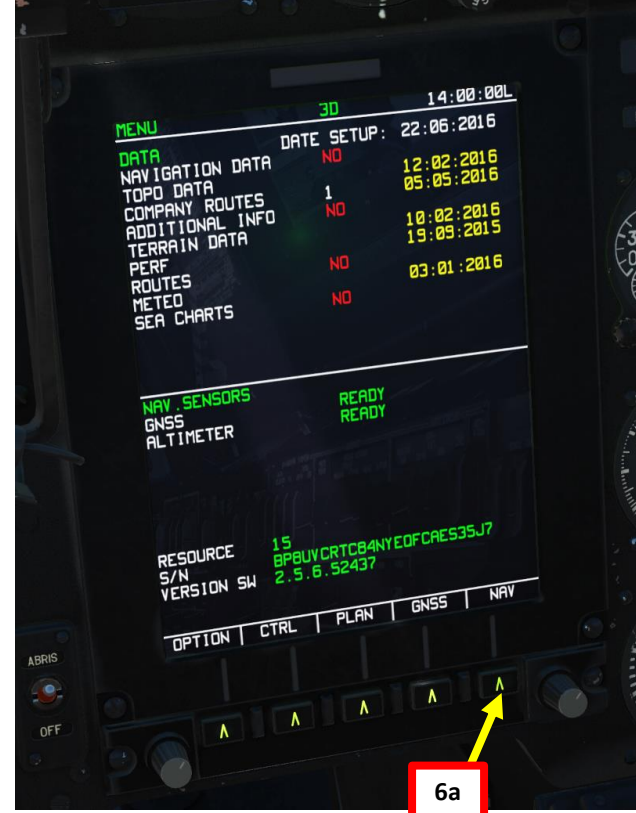 MENU 3D 14:00:00L
DATA DATE SETUP: 22:06:2016
NAVIGATION DATA NO
TOPO DATA 12:02:2016
COMPANY ROUTES 1 05:05:2016
ADDITIONAL INFO NO
TERRAIN DATA 10:02:2016
PERF 19:09:2015
ROUTES NO
METEO 03:01:2016
SEA CHARTS NO
NAV.SENSORS
GNSS READY
ALTIMETER READY
RESOURCE 15
S/N BPBUVCRTCB4NYEOFCAES35J7
VERSION SW 2.5.6.52437
OPTION CTRL PLAN GNSS NAV
ABRIS
OFF
6a